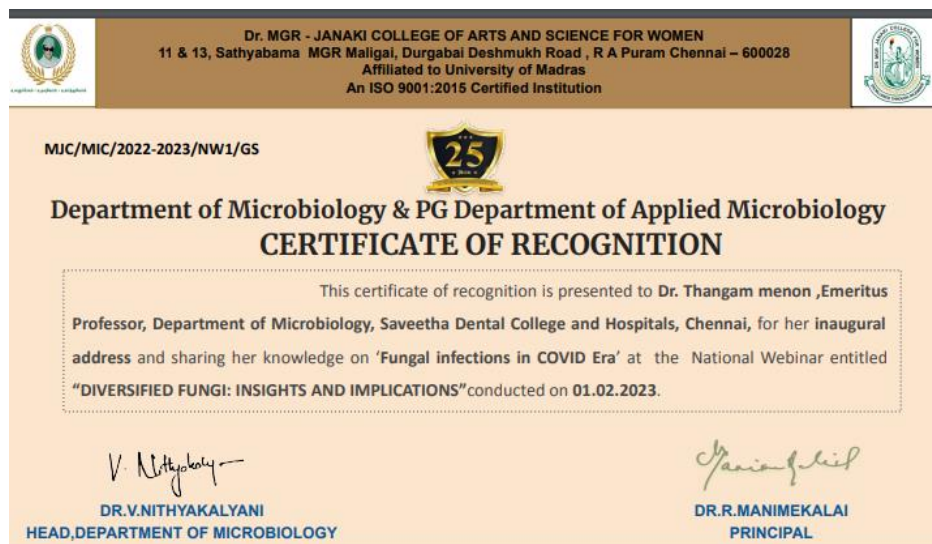 Dr. MGR - JANAKI COLLEGE OF ARTS AND SCIENCE FOR WOMEN
11 & 13, Sathyabama MGR Maligai, Durgabai Deshmukh Road , R A Puram Chennai – 600028
Affiliated to University of Madras
An ISO 9001:2015 Certified Institution
MJC/MIC/2022-2023/NW1/GS
25
Department of Microbiology & PG Department of Applied Microbiology
CERTIFICATE OF RECOGNITION
This certificate of recognition is presented to Dr. Thangam menon ,Emeritus
Professor, Department of Microbiology, Saveetha Dental College and Hospitals, Chennai, for her inaugural
address and sharing her knowledge on ‘Fungal infections in COVID Era’ at the National Webinar entitled
“DIVERSIFIED FUNGI: INSIGHTS AND IMPLICATIONS”conducted on 01.02.2023.
DR.V.NITHYAKALYANI
HEAD,DEPARTMENT OF MICROBIOLOGY
DR.R.MANIMEKALAI
PRINCIPAL